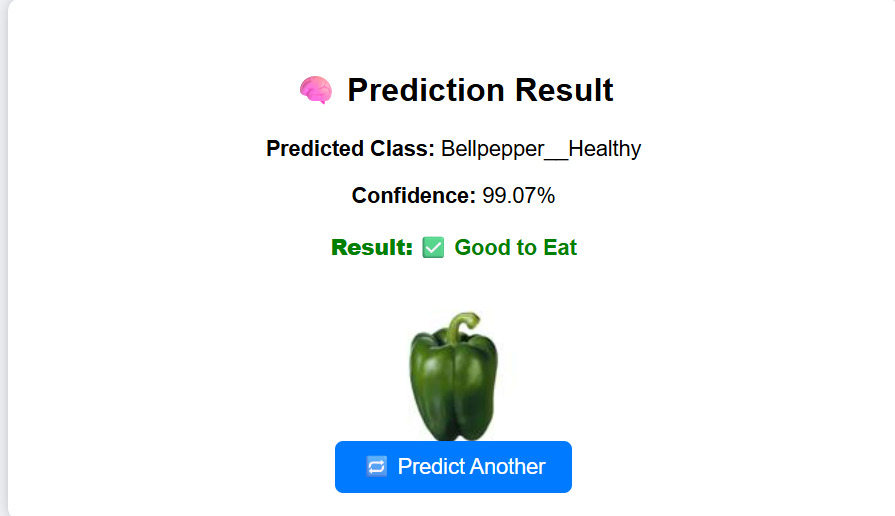 🧠 Prediction Result
Predicted Class: Bellpepper__Healthy
Confidence: 99.07%
Result: ✅ Good to Eat
🔁 Predict Another